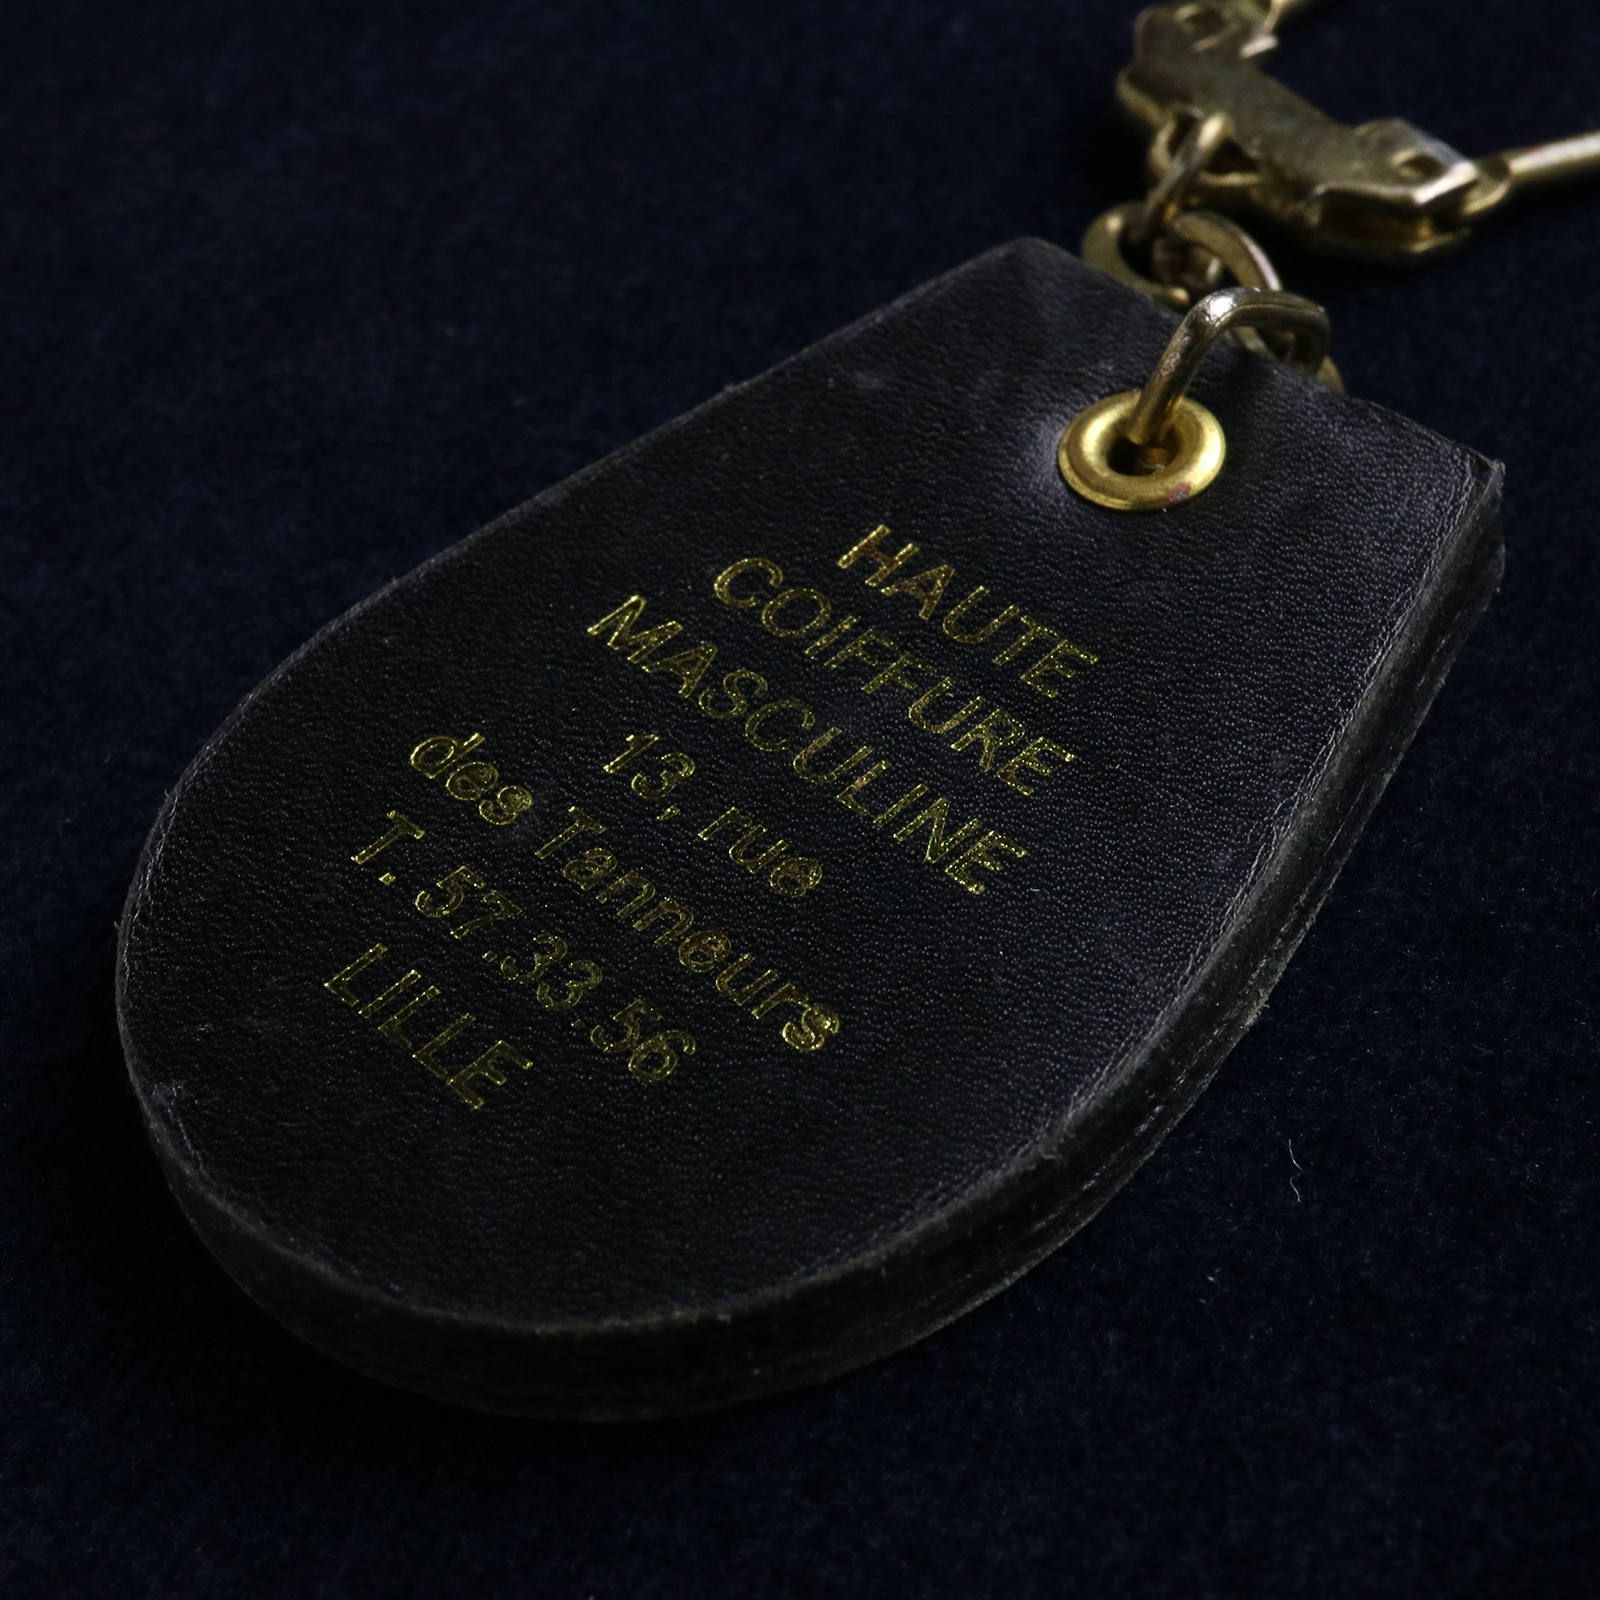 HAUTE
COIFFURE
MASCULINE
13, rue
des Tanneurs
T. 57.33.56
LILLE